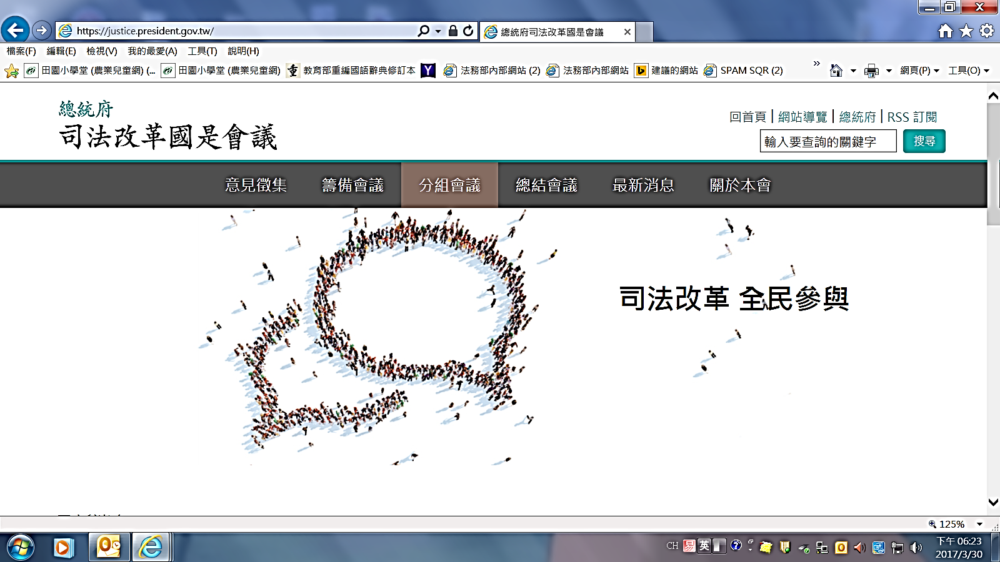 https://justice.president.gov.tw/
總統府司法改革國是會議
檔案(F) 編輯(E) 檢視(V) 我的最愛(A) 工具(T) 說明(H)
田園小學堂 (農業兒童網) (... 田園小學堂 (農業兒童網) 重 教育部重編國語辭典修訂本 Y 法務部內部網站 (2) 法務部內部網站 建議的網站 SPAM SQR (2) » 網頁(P) 工具(O)
總統府
司法改革國是會議
回首頁 | 網站導覽 | 總統府 | RSS 訂閱
輸入要查詢的關鍵字 搜尋
意見徵集 籌備會議 分組會議 總結會議 最新消息 關於本會
司法改革 全民參與
125%
CH 易 英
下午 06:23
2017/3/30